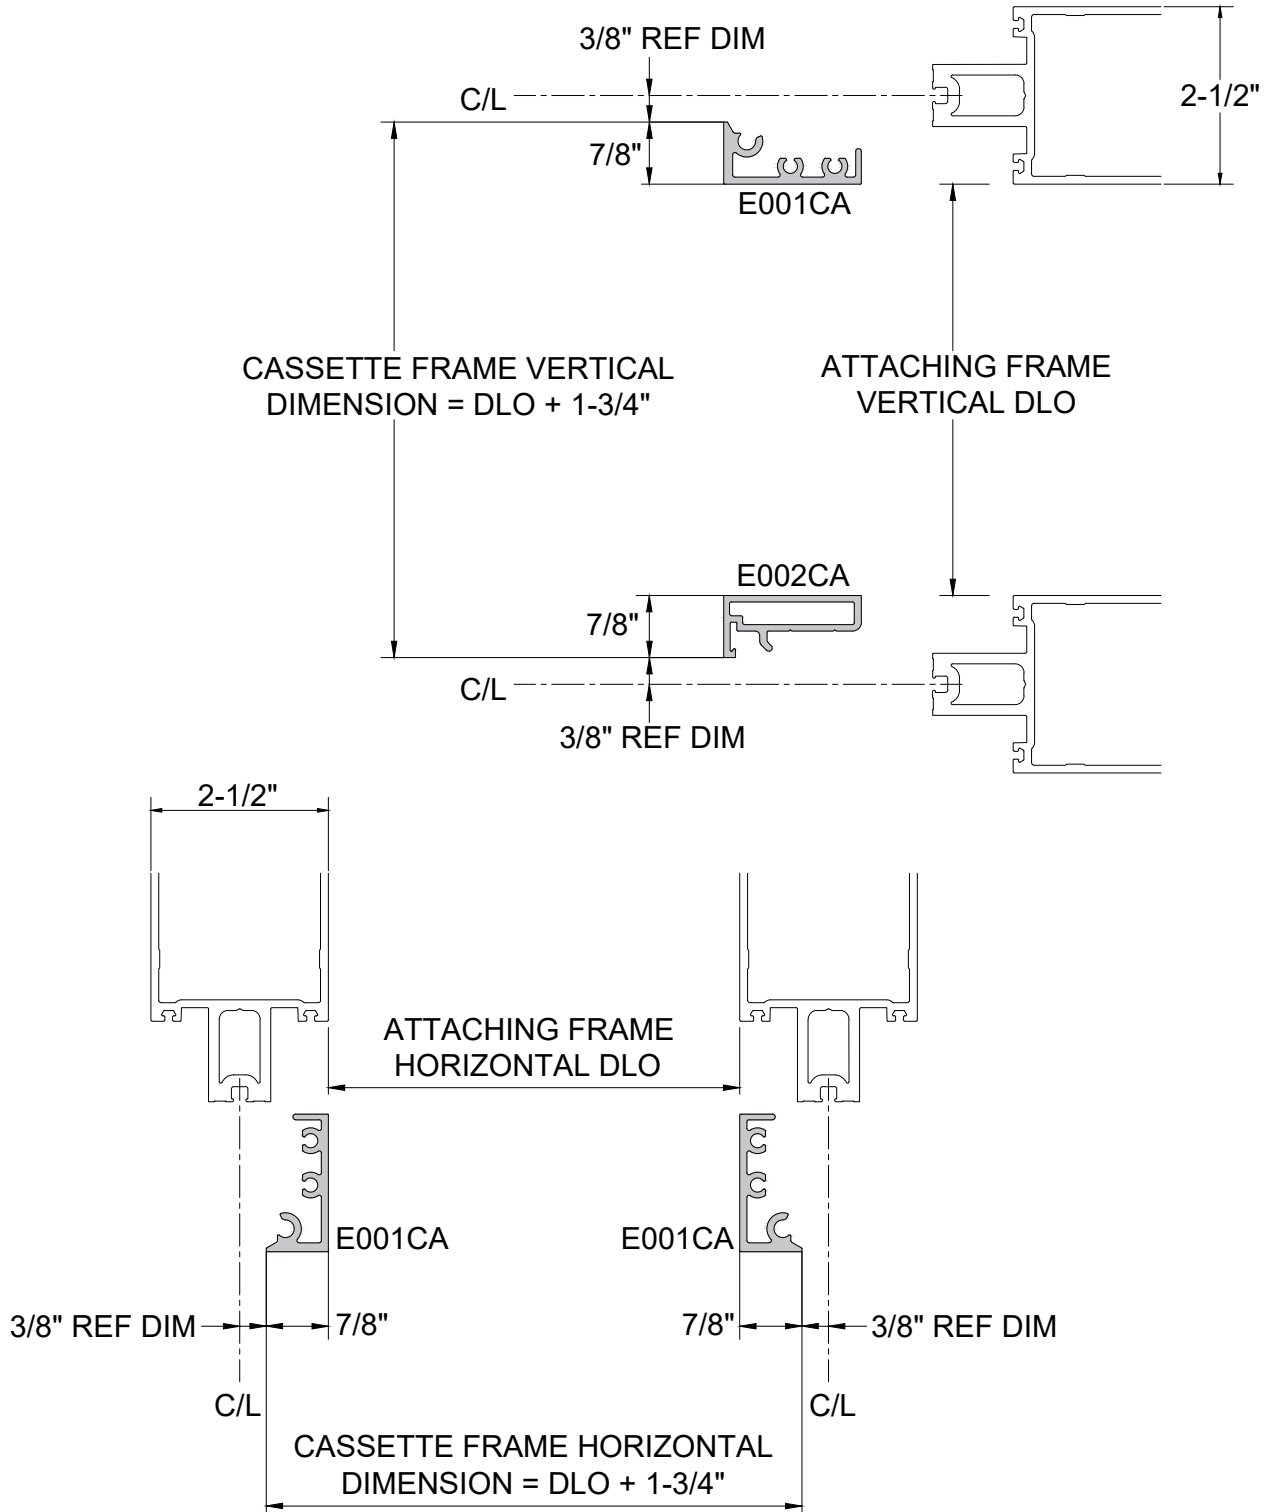 3/8" REF DIM
C/L
2-1/2"
7/8"
E001CA
CASSETTE FRAME VERTICAL
DIMENSION = DLO + 1-3/4"
ATTACHING FRAME
VERTICAL DLO
E002CA
7/8"
C/L
3/8" REF DIM
2-1/2"
ATTACHING FRAME
HORIZONTAL DLO
E001CA
E001CA
3/8" REF DIM
7/8"
7/8"
3/8" REF DIM
C/L
C/L
CASSETTE FRAME HORIZONTAL
DIMENSION = DLO + 1-3/4"